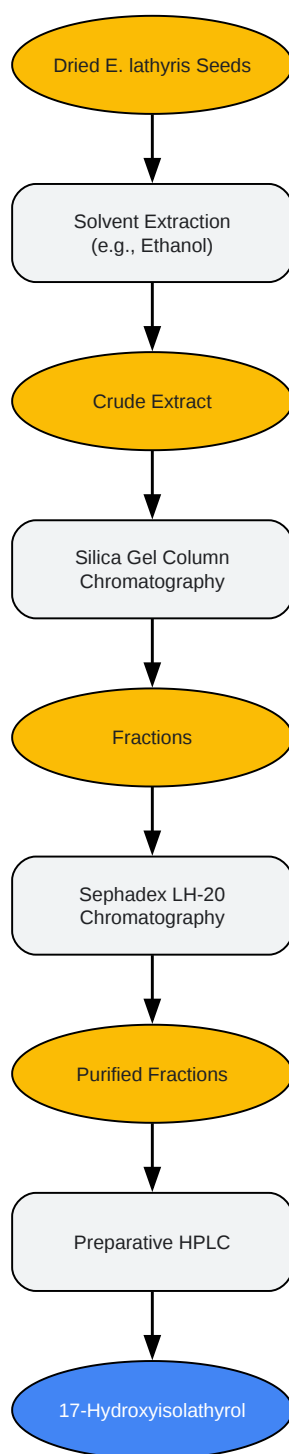 Dried E. lathyris Seeds
Solvent Extraction
(e.g., Ethanol)
Crude Extract
Silica Gel Column
Chromatography
Fractions
Sephadex LH-20
Chromatography
Purified Fractions
Preparative HPLC
17-Hydroxyisolathyrol